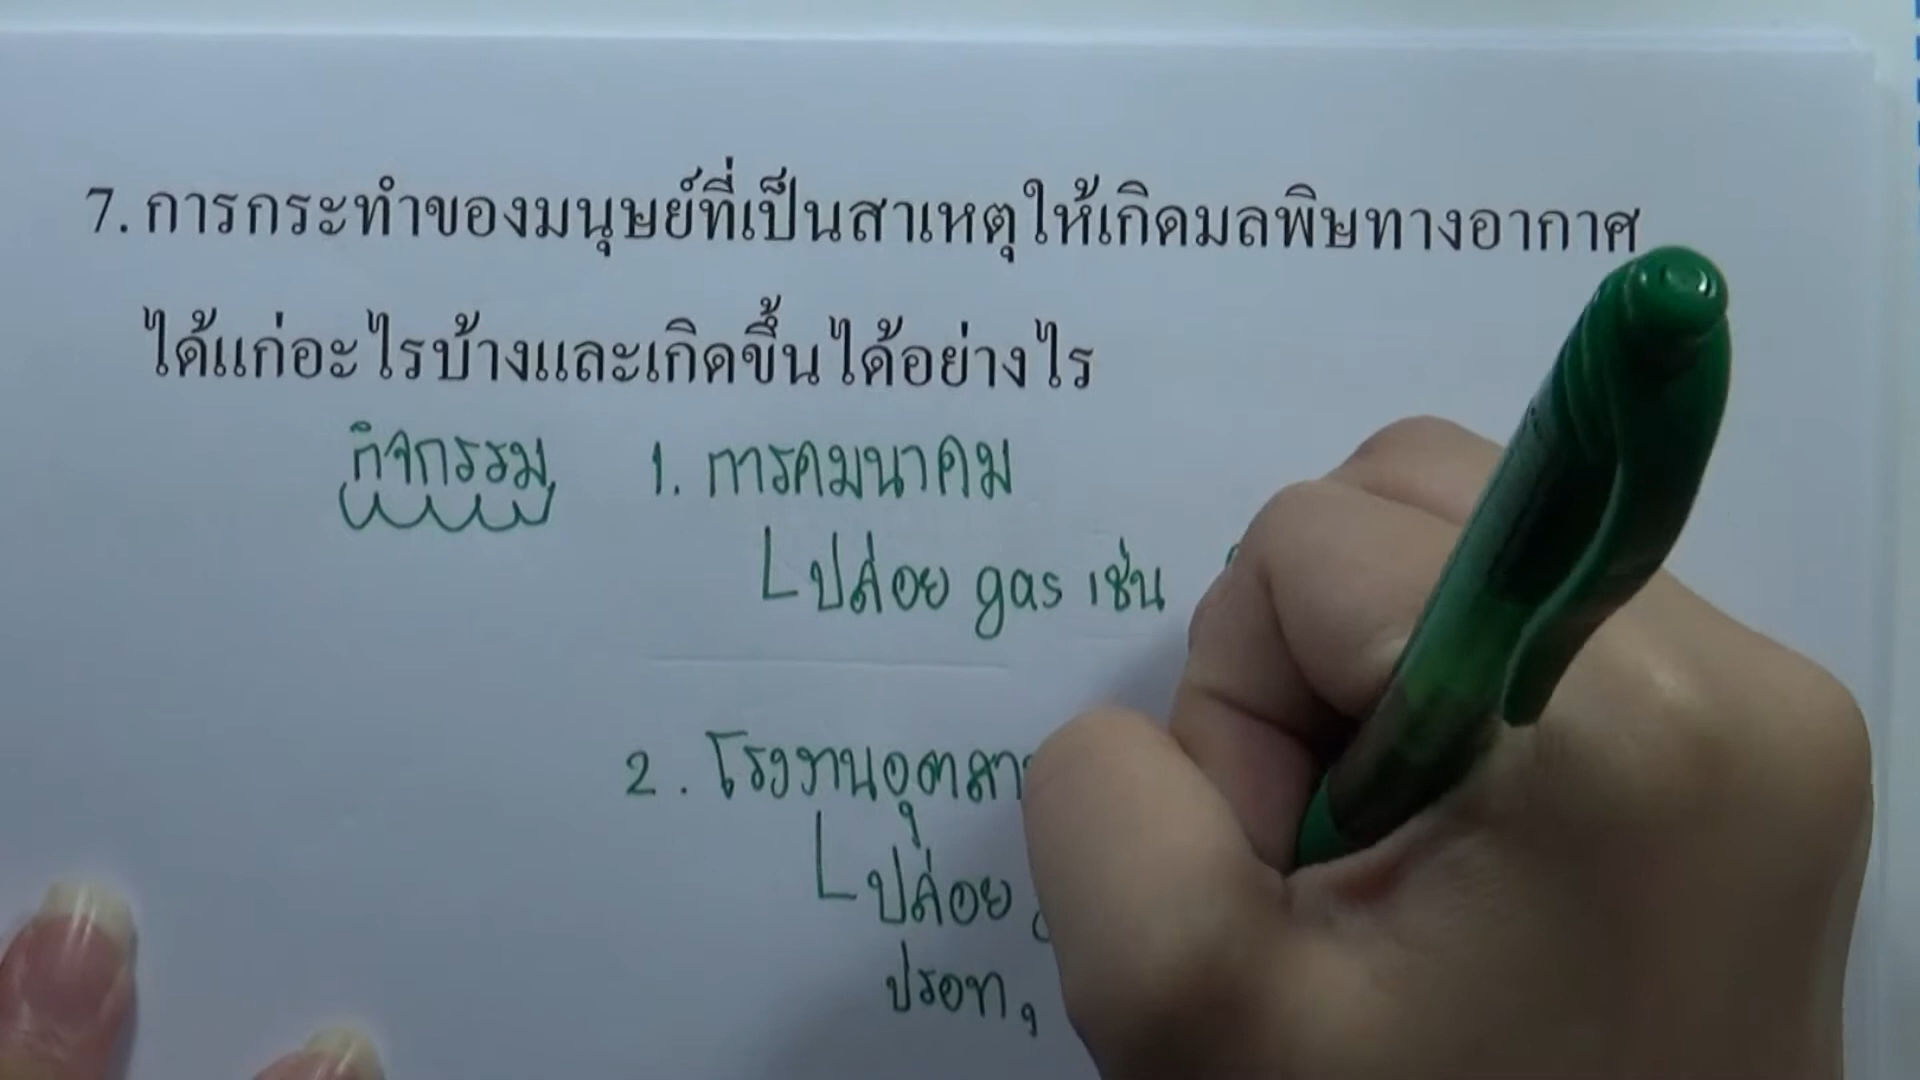 7. การกระทำของมนุษย์ที่เป็นสาเหตุให้เกิดมลพิษทางอากาศ
ได้แก่อะไรบ้างและเกิดขึ้นได้อย่างไร
กิจกรรม 1. การคมนาคม
ปล่อย gas เช่น
2. โรงงานอุตสา
ปล่อย
ปรอท,